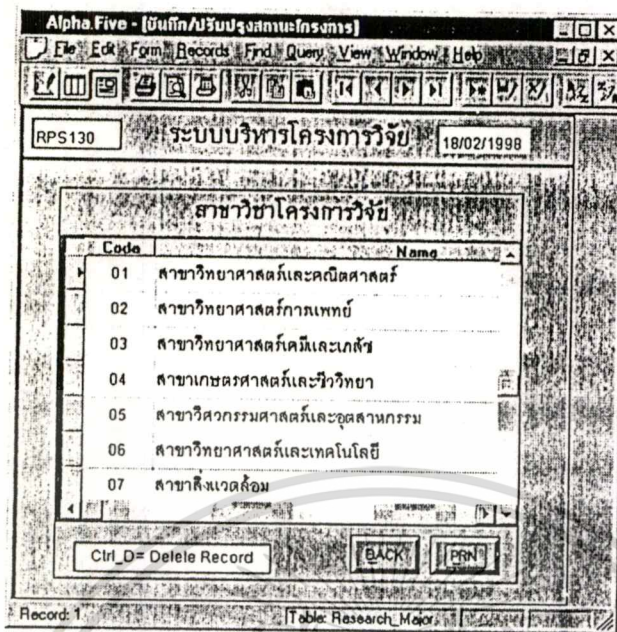 Alpha Five - [บันทึก/ปรับปรุงสถานะโครงการ]
File Edit Form Records Find Query View Window Help
RPS130 ระบบบริหารโครงการวิจัย 18/02/1998
สาขาวิชาโครงการวิจัย
Code Name
01 สาขาวิทยาศาสตร์และคณิตศาสตร์
02 สาขาวิทยาศาสตร์การแพทย์
03 สาขาวิทยาศาสตร์เคมีและเภสัช
04 สาขาเกษตรศาสตร์และชีววิทยา
05 สาขาวิศวกรรมศาสตร์และอุตสาหกรรม
06 สาขาวิทยาศาสตร์และเทคโนโลยี
07 สาขาสิ่งแวดล้อม
Ctrl_D= Delete Record BACK PRN
Record: 1 Table: Research_Major